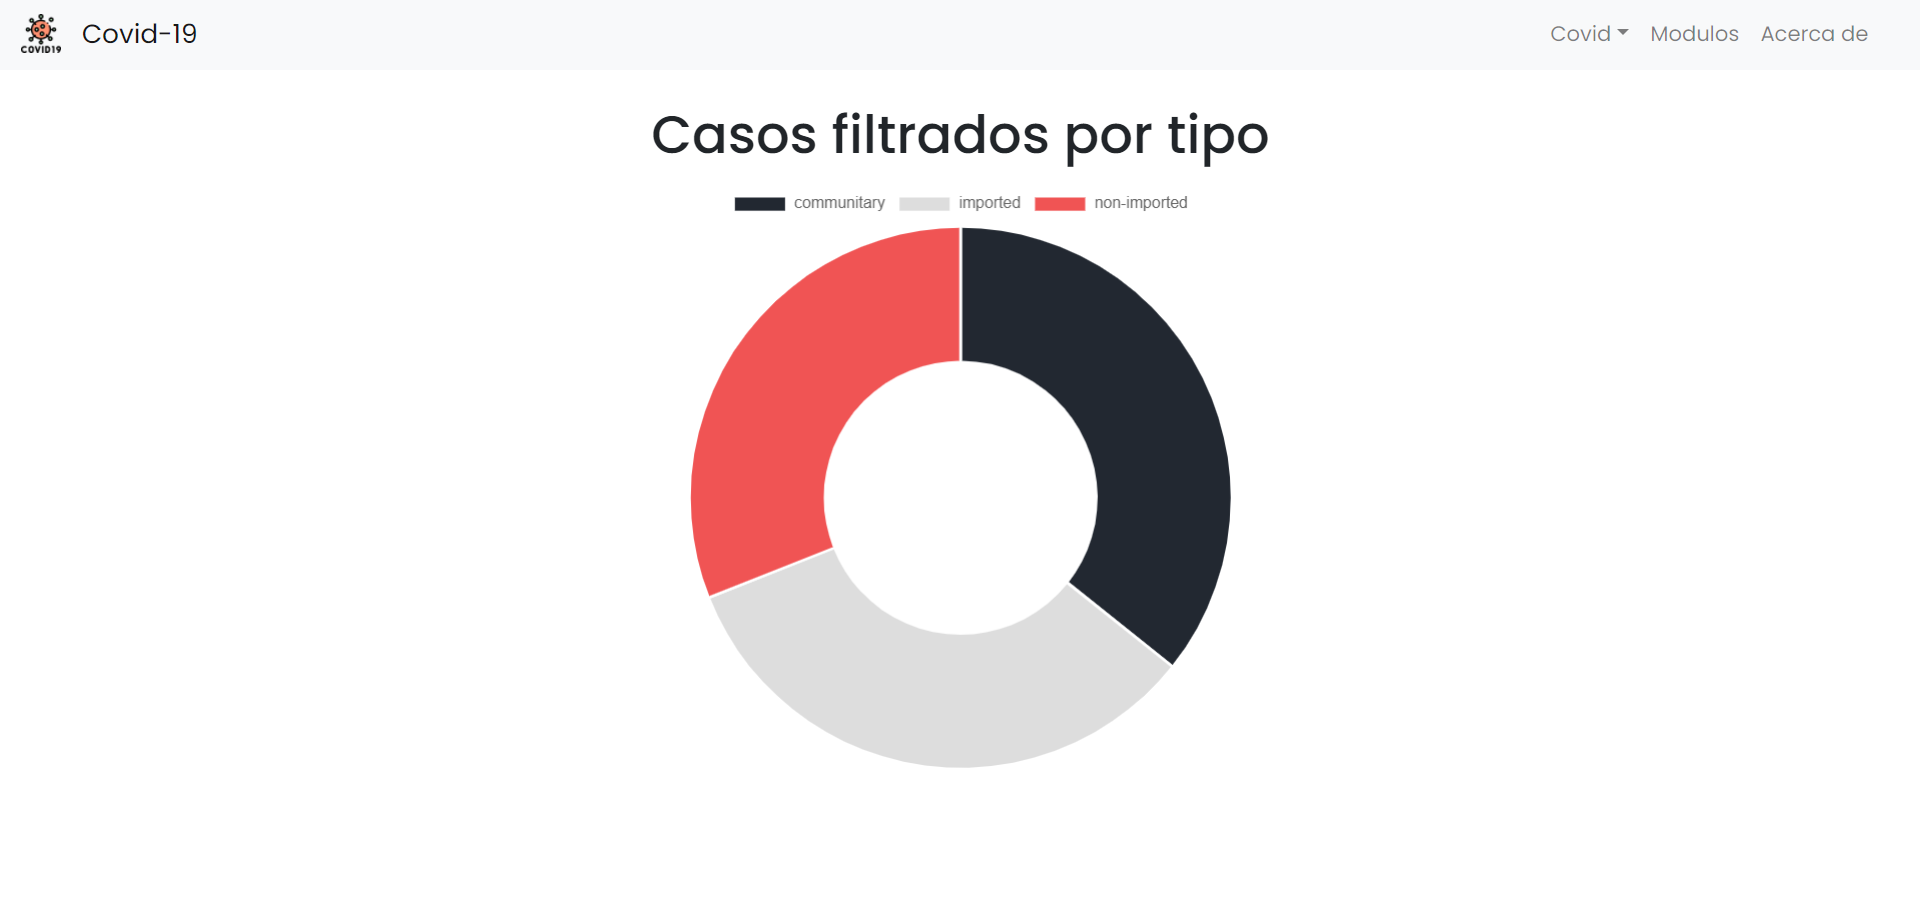 COVID19
Covid-19
Covid
Modulos
Acerca de
Casos filtrados por tipo
communitary
imported
non-imported